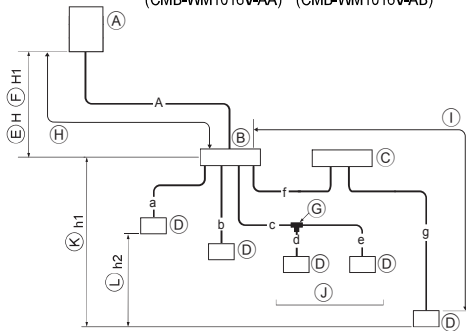 (CMB-WM1016V-AA) (CMB-WM1016V-AB)
A
E H F H1
A
H
B
I
C
f
G
a
b
c
g
K h1
D
D
d
e
L h2
D
D
J
D